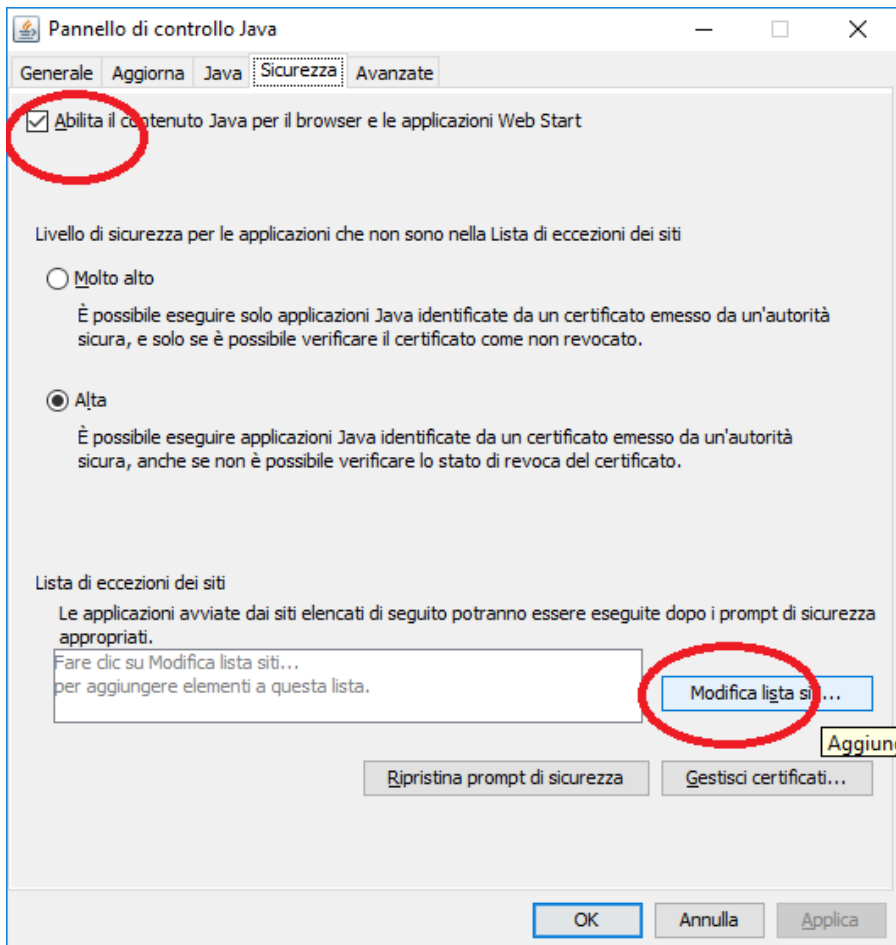 Pannello di controllo Java
Generale Aggiorna Java Sicurezza Avanzate
Abilita il contenuto Java per il browser e le applicazioni Web Start
Livello di sicurezza per le applicazioni che non sono nella Lista di eccezioni dei siti
Molto alto
È possibile eseguire solo applicazioni Java identificate da un certificato emesso da un'autorità
sicura, e solo se è possibile verificare il certificato come non revocato.
Alta
È possibile eseguire applicazioni Java identificate da un certificato emesso da un'autorità
sicura, anche se non è possibile verificare lo stato di revoca del certificato.
Lista di eccezioni dei siti
Le applicazioni avviate dai siti elencati di seguito potranno essere eseguite dopo i prompt di sicurezza
appropriati.
Fare clic su Modifica lista siti...
per aggiungere elementi a questa lista.
Modifica lista siti...
Aggiun
Ripristina prompt di sicurezza Gestisci certificati...
OK Annulla Applica